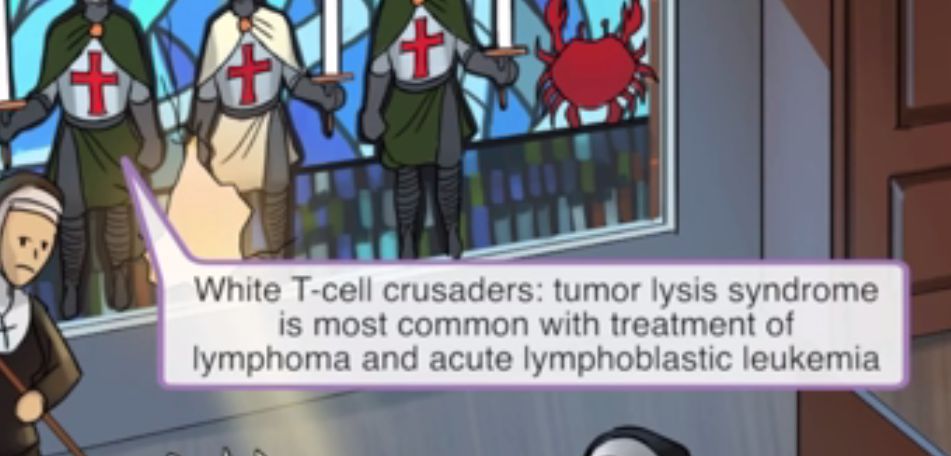 White T-cell crusaders: tumor lysis syndrome
is most common with treatment of
lymphoma and acute lymphoblastic leukemia